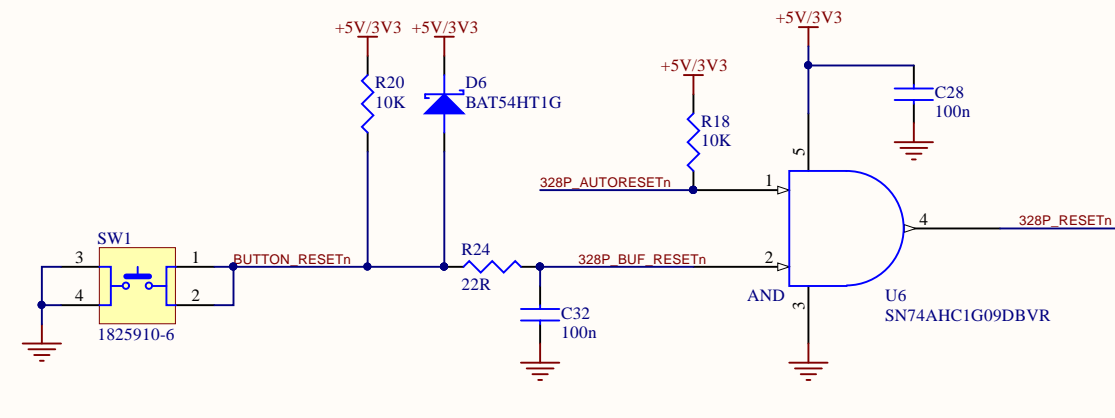 +5V/3V3
+5V/3V3 +5V/3V3
+5V/3V3
R20
10K
D6
BAT54HT1G
C28
100n
R18
10K
5
328P_AUTORESETn
1
4
328P_RESETn
SW1
3
1
BUTTON_RESETn
R24
22R
328P_BUF_RESETn
2
4
2
AND
3
U6
SN74AHC1G09DBVR
C32
100n
1825910-6